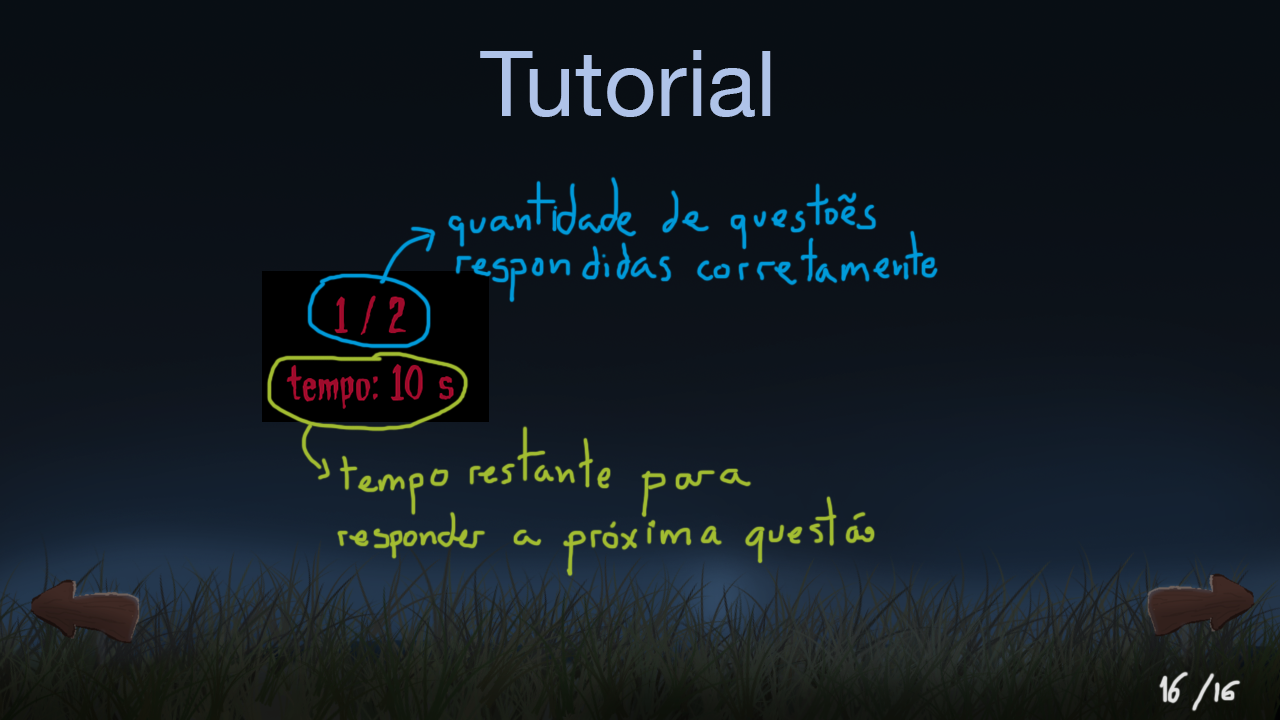 Tutorial
quantidade de questões
respondidas corretamente
1 / 2
tempo: 10 s
tempo restante para
responder a próxima questão
16/16